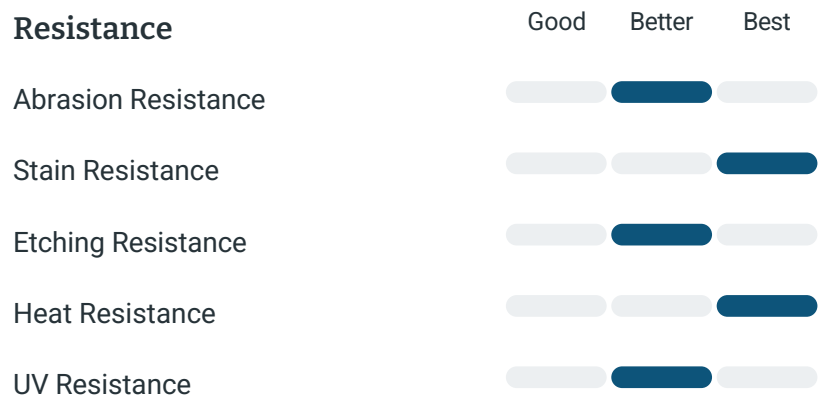 Resistance Good Better Best
Abrasion Resistance
Stain Resistance
Etching Resistance
Heat Resistance
UV Resistance